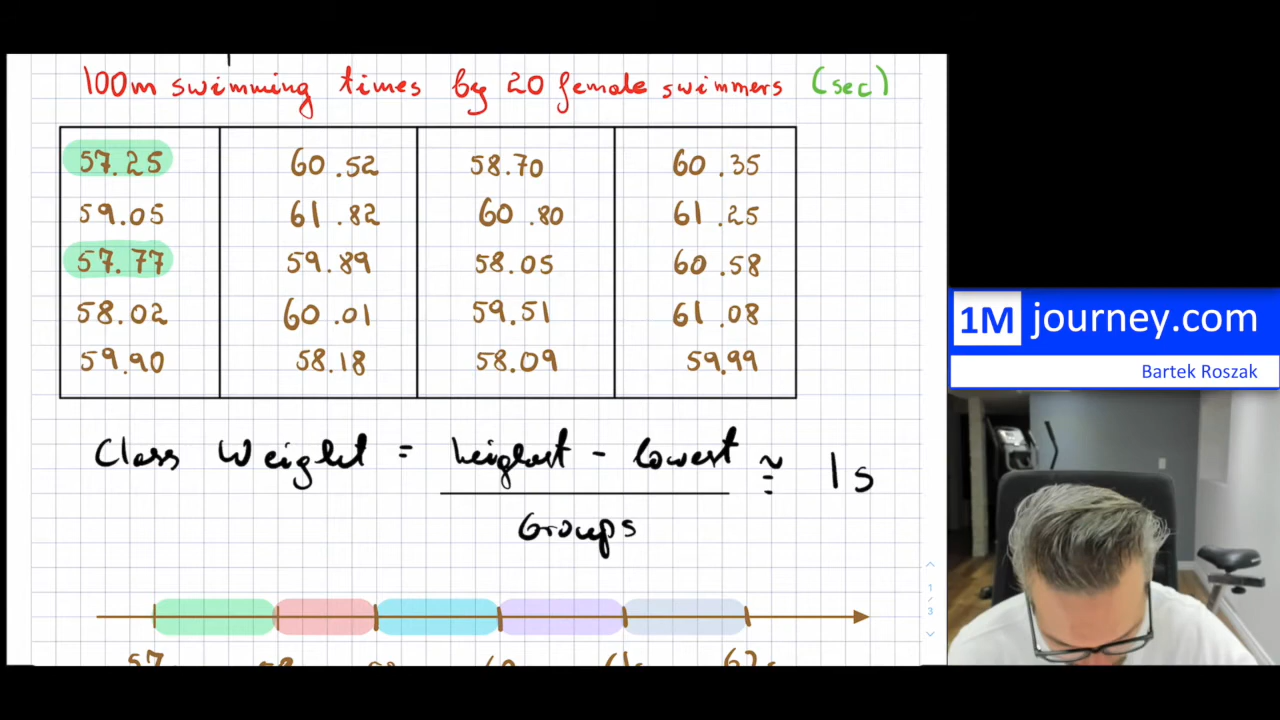 100m swimming times by 20 female swimmers (sec)
57.25 60.52 58.70 60.35
59.05 61.82 60.80 61.25
57.77 59.89 58.05 60.58
58.02 60.01 59.51 61.08
59.90 58.18 58.09 59.99
Class Weight = heighest - lowest ≅ 1s
Groups
1
/
3
57
1M journey.com
Bartek Roszak